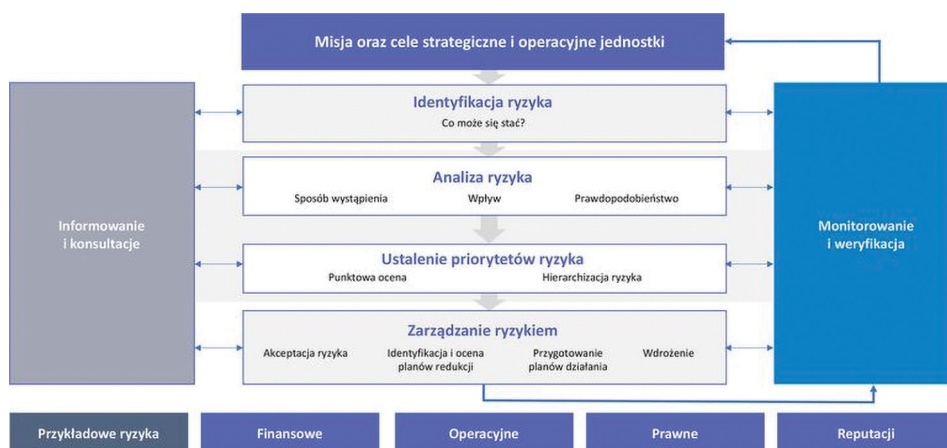 Misja oraz cele strategiczne i operacyjne jednostki
Identyfikacja ryzyka
Co może się stać?
Analiza ryzyka
Sposób wystąpienia
Wpływ
Prawdopodobieństwo
Informowanie
i konsultacje
Monitorowanie
i weryfikacja
Ustalenie priorytetów ryzyka
Punktowa ocena
Hierarchizacja ryzyka
Zarządzanie ryzykiem
Akceptacja ryzyka
Identyfikacja i ocena
planów redukcji
Przygotowanie
planów działania
Wdrożenie
Przykładowe ryzyka
Finansowe
Operacyjne
Prawne
Reputacji